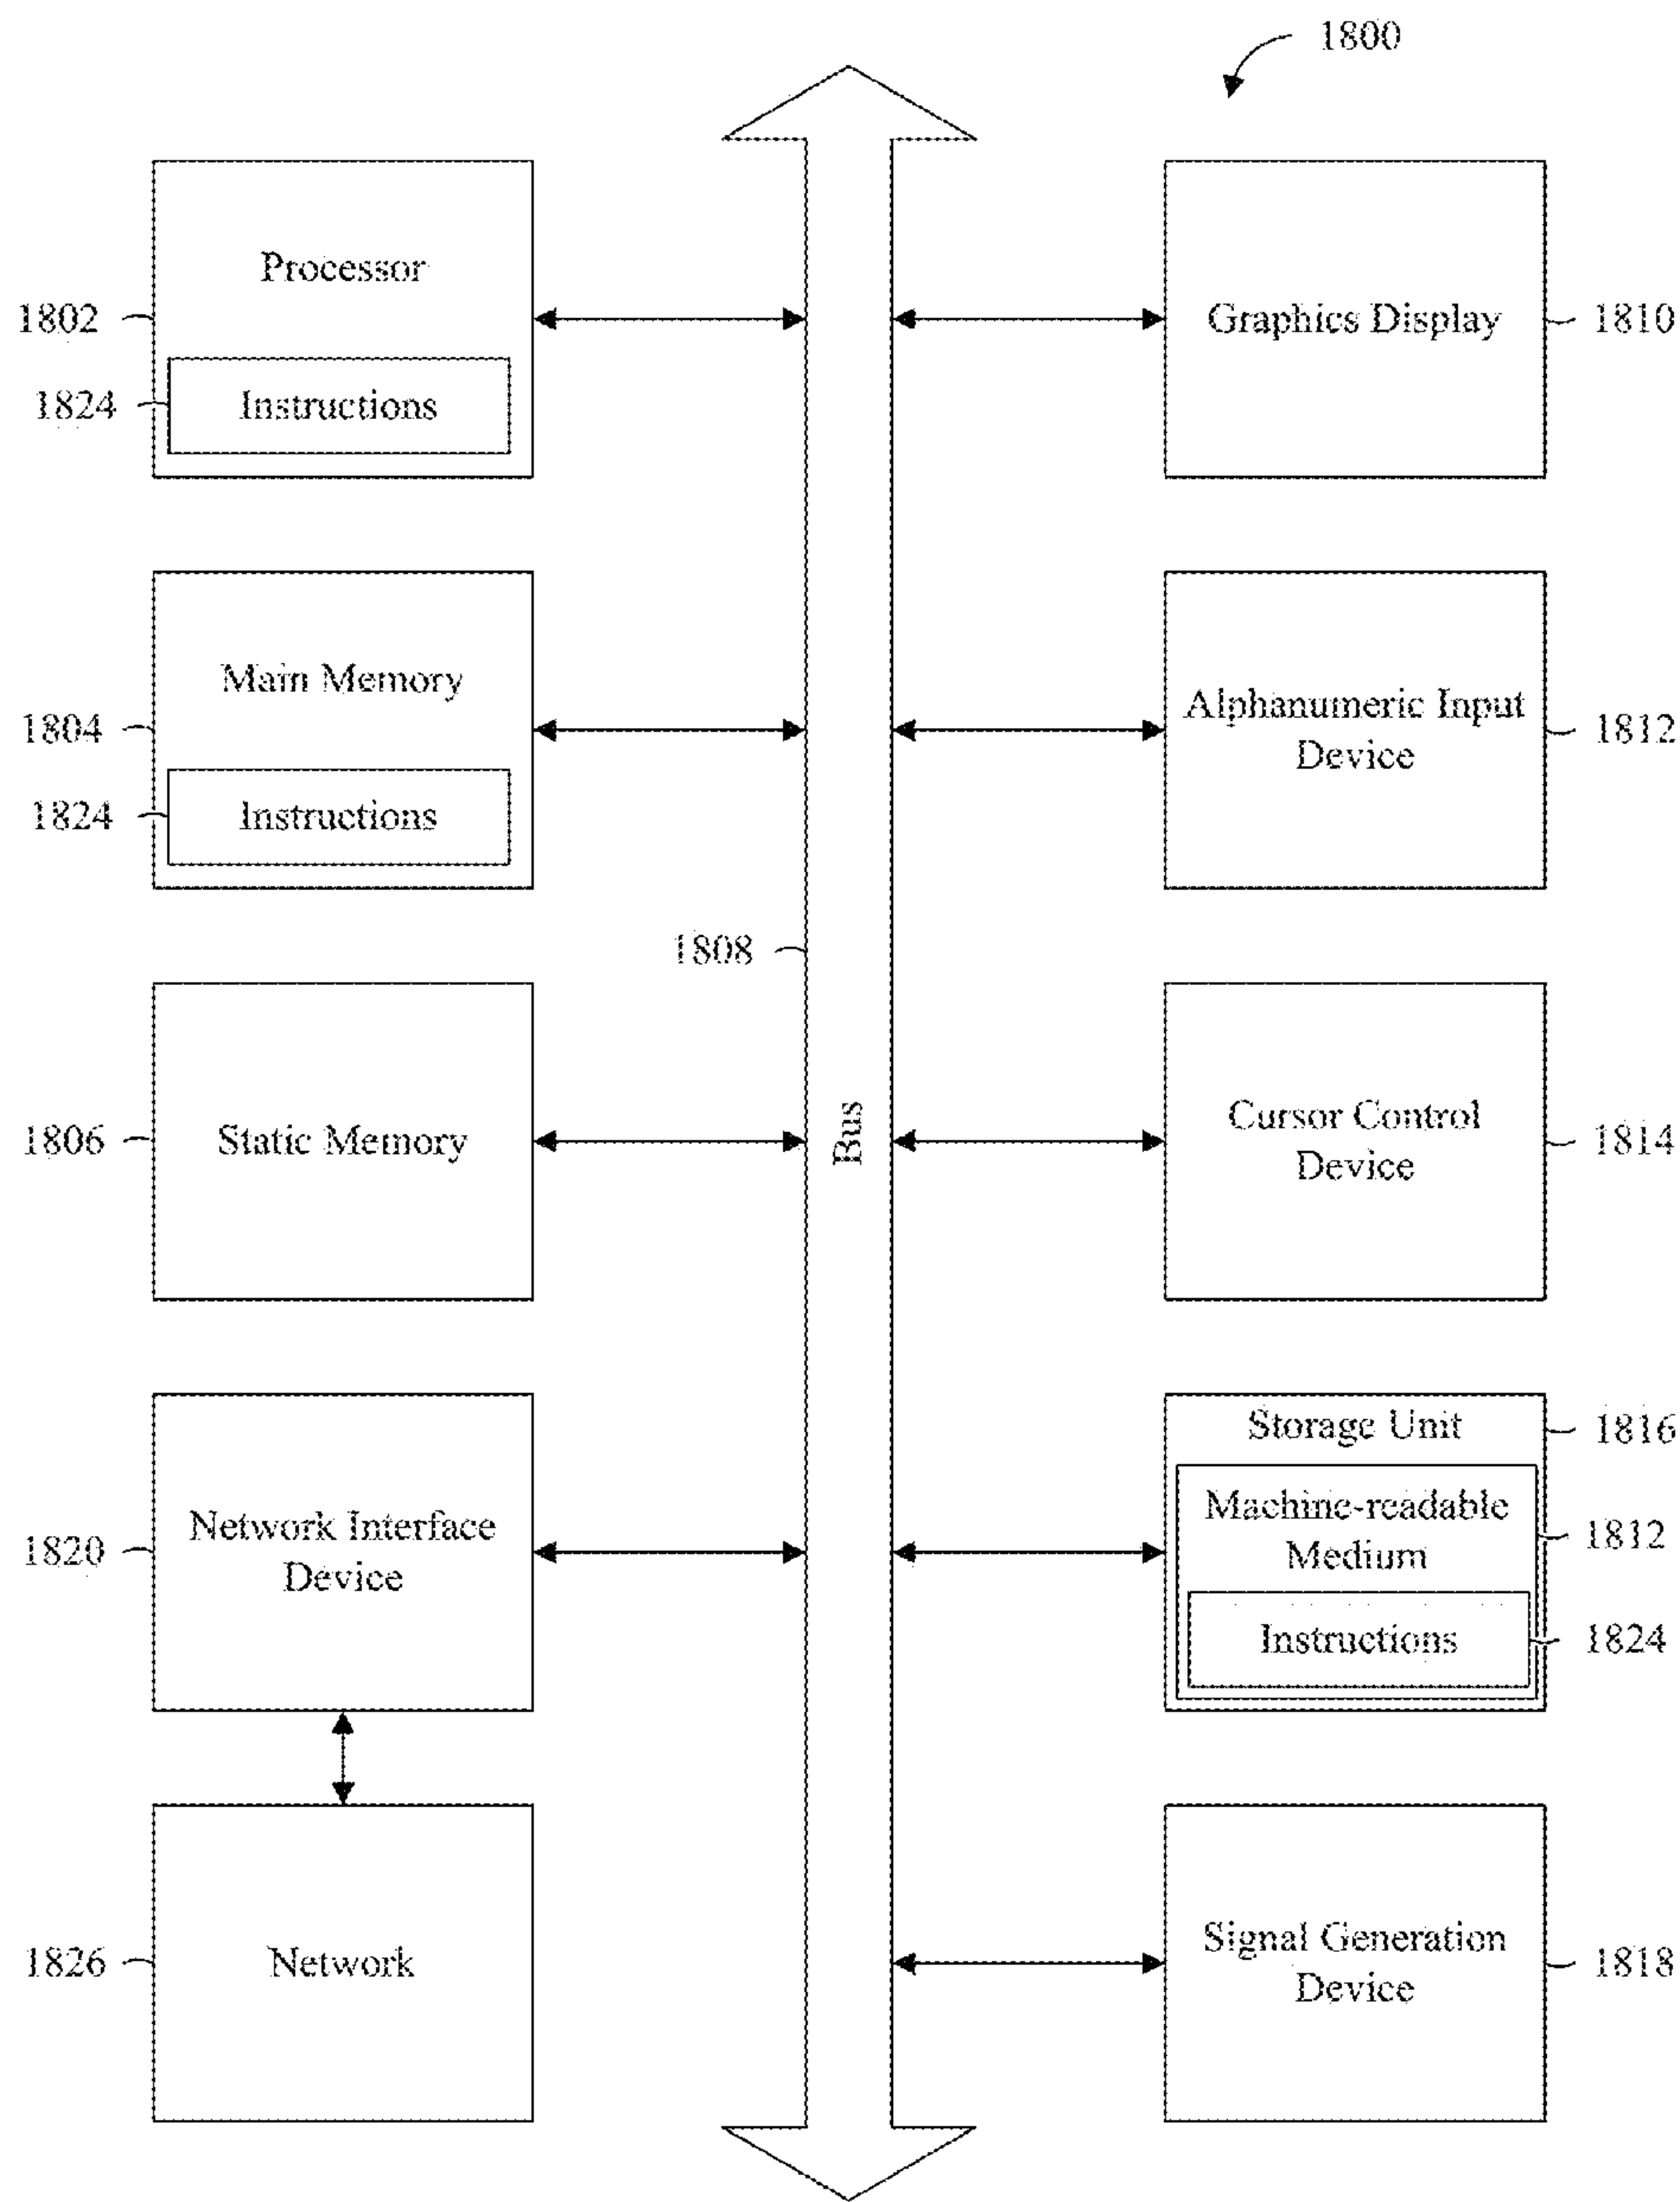 1800
Processor
1802
1824
Instructions
Graphics Display
1810
Main Memory
1804
1824
Instructions
Alphanumeric Input
Device
1812
1808
Bus
Static Memory
1806
Cursor Control
Device
1814
Network Interface
Device
1820
Storage Unit
1816
Machine-readable
Medium
1812
Instructions
1824
Network
1826
Signal Generation
Device
1818